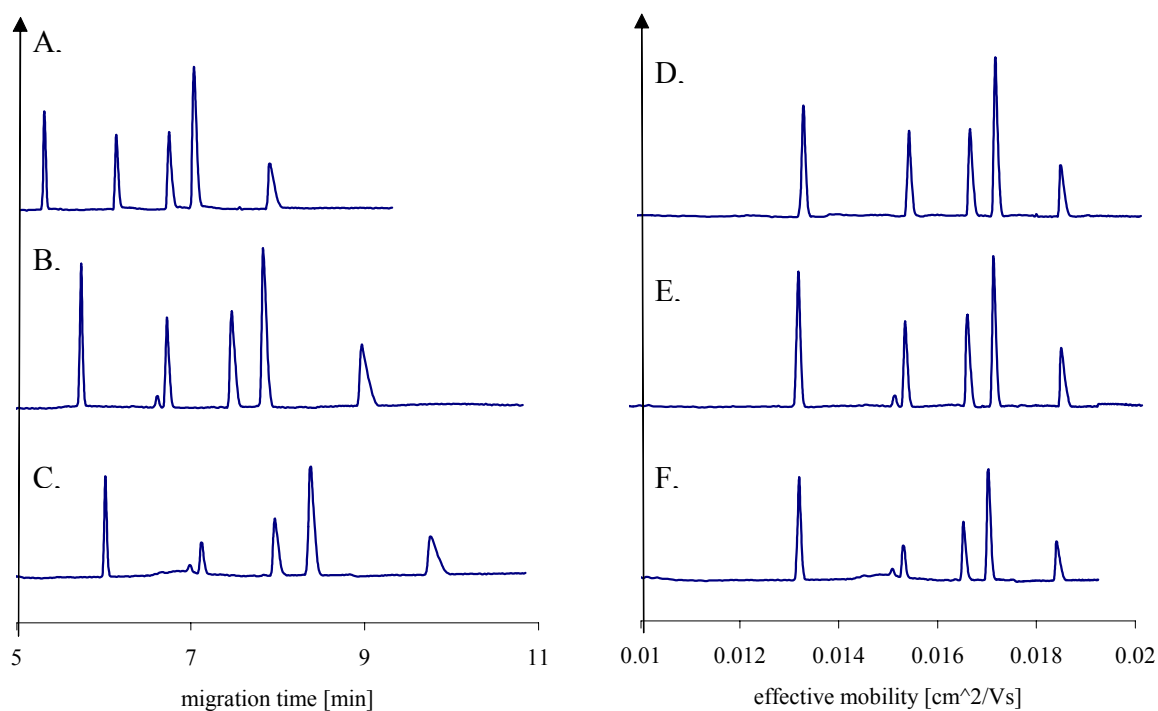 A.
B.
C.
5 7 9 11
migration time [min]
D.
E.
F.
0.01 0.012 0.014 0.016 0.018 0.02
effective mobility [cm^2/Vs]